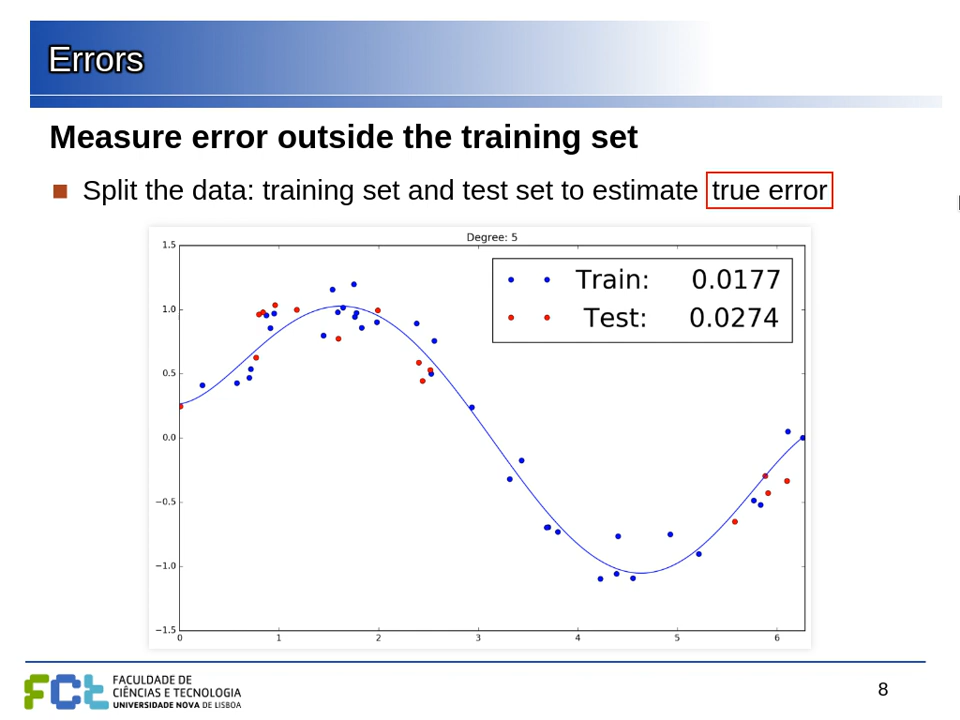 Errors
Measure error outside the training set
Split the data: training set and test set to estimate true error
Degree: 5
Train: 0.0177
Test: 0.0274
1.5
1.0
0.5
0.0
−0.5
−1.0
−1.5
0 1 2 3 4 5 6
FACULDADE DE
CIÊNCIAS E TECNOLOGIA
UNIVERSIDADE NOVA DE LISBOA
8